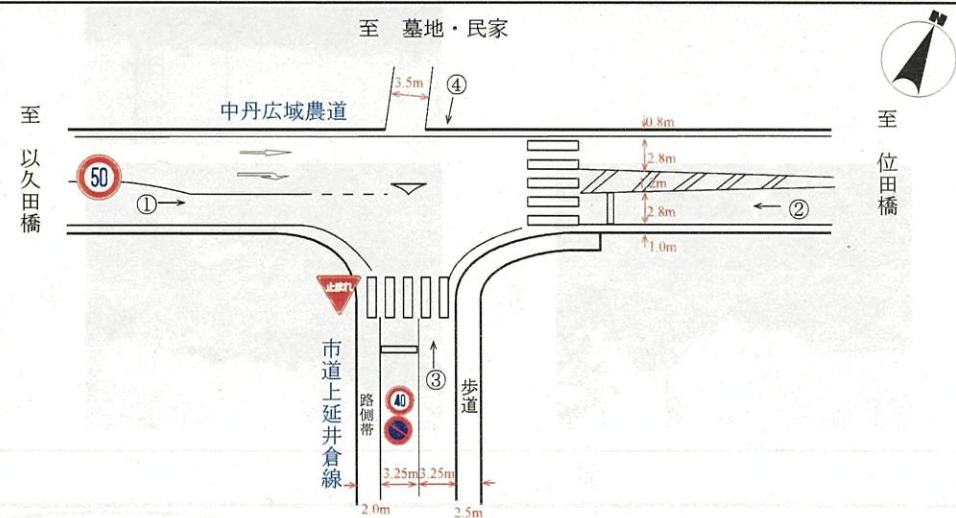 至 墓地・民家
N
3.5m
④
中丹広域農道
至 以久田橋
至 位田橋
0.8m
2.8m
1.2m
2.8m
1.0m
50
①
②
止まれ
市道上延井倉線
路側帯
40
③
歩道
3.25m
3.25m
2.0m
2.5m